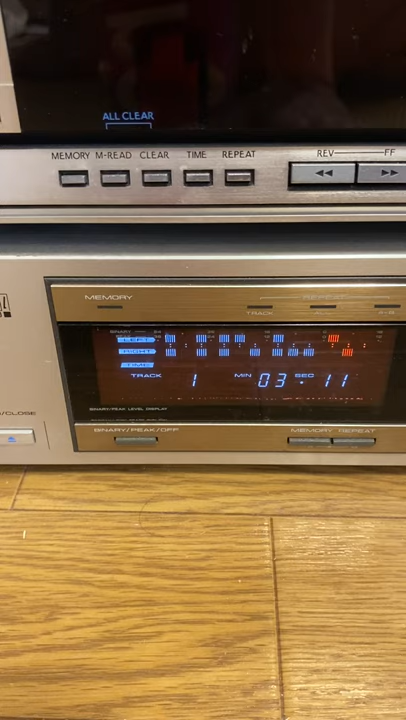 ALL CLEAR
MEMORY M-READ CLEAR TIME REPEAT REV FF
◀◀ ▶▶
MEMORY REPEAT
TRACK ALL A-B
BINARY
LEFT
RIGHT
TIME
TRACK 1 MIN 03 SEC 11
BINARY/PEAK LEVEL DISPLAY
/CLOSE
BINARY/PEAK/OFF MEMORY REPEAT